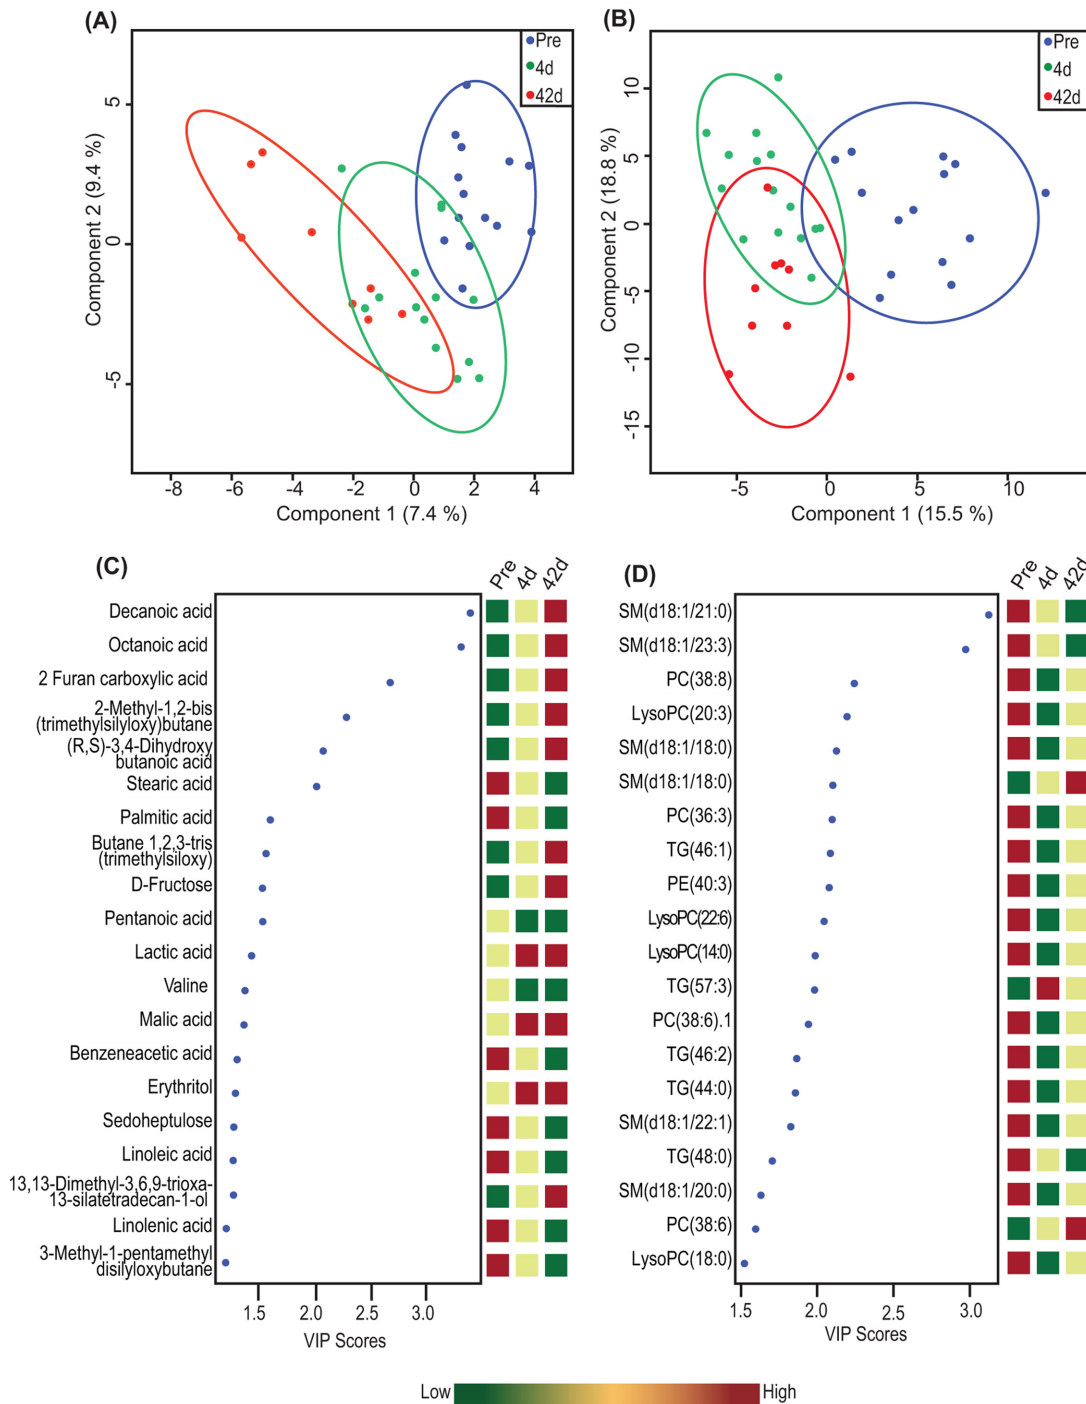 (A)
Pre
4d
42d
Component 2 (9.4 %)
5
0
-5
-8
-6
-4
-2
0
2
4
Component 1 (7.4 %)
(B)
Pre
4d
42d
Component 2 (18.8 %)
10
5
0
-5
-10
-15
-5
0
5
10
Component 1 (15.5 %)
(C)
Pre
4d
42d
Decanoic acid
Octanoic acid
2 Furan carboxylic acid
2-Methyl-1,2-bis
(trimethylsilyloxy)butane
(R,S)-3,4-Dihydroxy
butanoic acid
Stearic acid
Palmitic acid
Butane 1,2,3-tris
(trimethylsiloxy)
D-Fructose
Pentanoic acid
Lactic acid
Valine
Malic acid
Benzeneacetic acid
Erythritol
Sedoheptulose
Linoleic acid
13,13-Dimethyl-3,6,9-trioxa-
13-silatetradecan-1-ol
Linolenic acid
3-Methyl-1-pentamethyl
disilyloxybutane
1.5
2.0
2.5
3.0
VIP Scores
(D)
Pre
4d
42d
SM(d18:1/21:0)
SM(d18:1/23:3)
PC(38:8)
LysoPC(20:3)
SM(d18:1/18:0)
SM(d18:1/18:0)
PC(36:3)
TG(46:1)
PE(40:3)
LysoPC(22:6)
LysoPC(14:0)
TG(57:3)
PC(38:6).1
TG(46:2)
TG(44:0)
SM(d18:1/22:1)
TG(48:0)
SM(d18:1/20:0)
PC(38:6)
LysoPC(18:0)
1.5
2.0
2.5
3.0
VIP Scores
Low
High